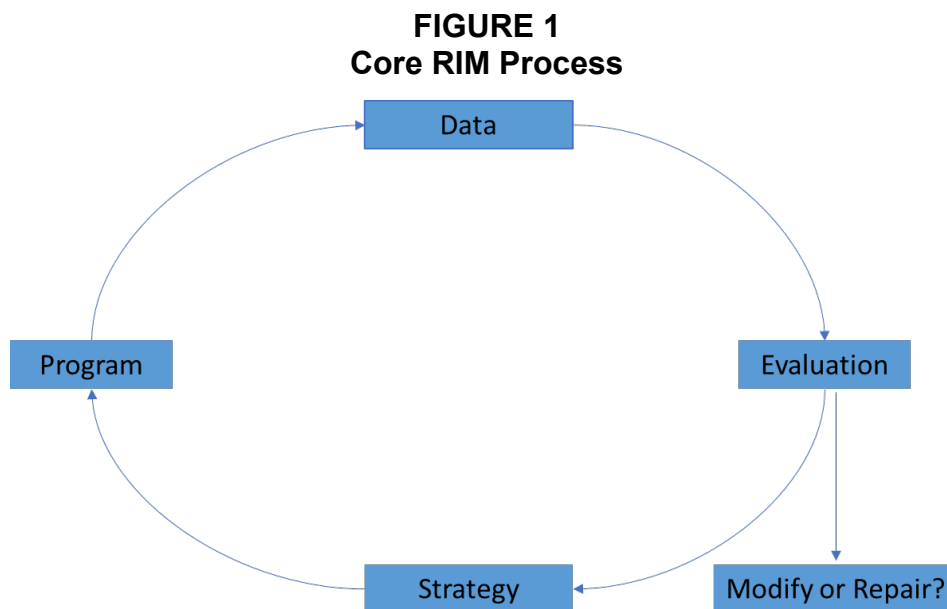 FIGURE 1
Core RIM Process
Data
Program
Evaluation
Strategy
Modify or Repair?